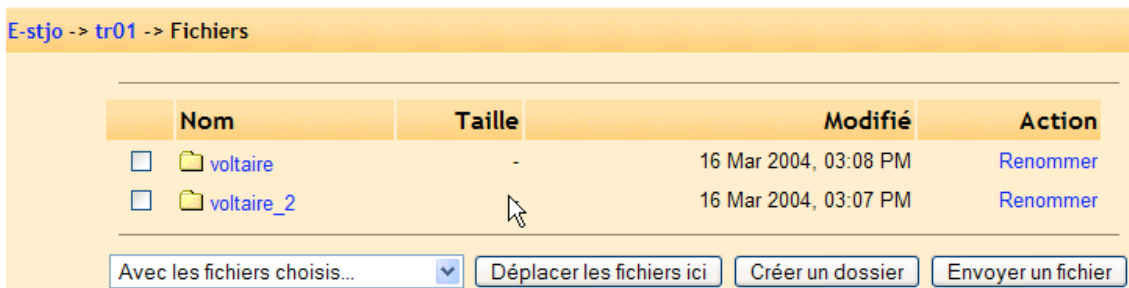 E-stjo -> tr01 -> Fichiers
Nom Taille Modifié Action
voltaire - 16 Mar 2004, 03:08 PM Renommer
voltaire_2 16 Mar 2004, 03:07 PM Renommer
Avec les fichiers choisis... Déplacer les fichiers ici Créer un dossier Envoyer un fichier